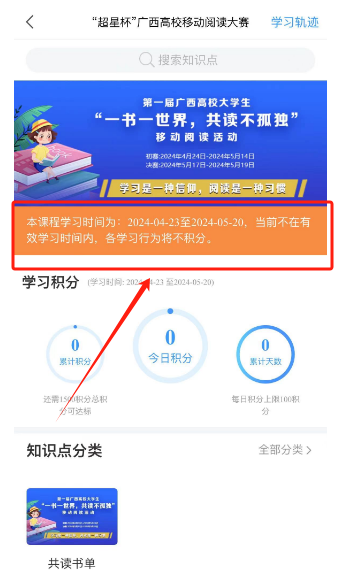 “超星杯”广西高校移动阅读大赛
学习轨迹
搜索知识点
第一届广西高校大学生
“一书一世界，共读不孤独”
移动阅读活动
初赛:2024年4月24日-2024年5月14日
决赛:2024年5月17日-2024年5月19日
学习是一种信仰，阅读是一种习惯
本课程学习时间为：2024-04-23至2024-05-20，当前不在有
效学习时间内，各学习行为将不积分。
学习积分 (学习时间: 2024-04-23 至2024-05-20)
0
累计积分
0
今日积分
0
累计天数
还需1500积分总积
分可达标
每日积分上限100积
分
知识点分类
全部分类
第一届广西高校大学生
“一书一世界，共读不孤独”
移动阅读活动
共读书单